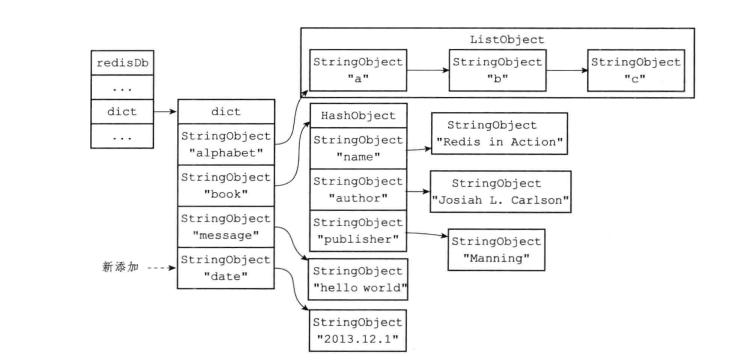 ListObject
StringObject
"a"
StringObject
"b"
StringObject
"c"
redisDb
...
dict
...
dict
StringObject
"alphabet"
StringObject
"book"
StringObject
"message"
新添加
StringObject
"date"
HashObject
StringObject
"name"
StringObject
"author"
StringObject
"publisher"
StringObject
"Redis in Action"
StringObject
"Josiah L. Carlson"
StringObject
"Manning"
StringObject
"hello world"
StringObject
"2013.12.1"